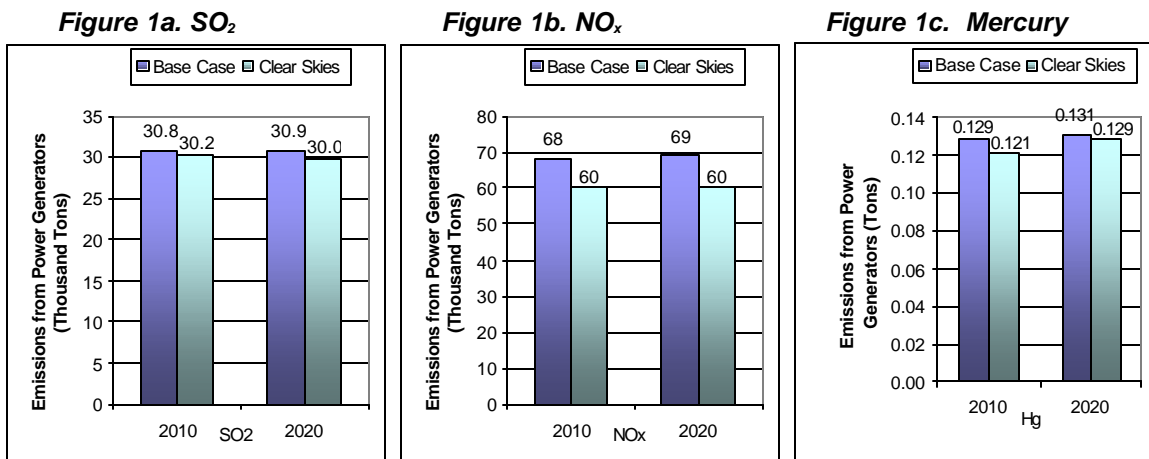 Figure 1a. SO₂
Base Case Clear Skies
Emissions from Power Generators
(Thousand Tons)
35
30
25
20
15
10
5
0
30.8
30.2
30.9
30.0
2010
SO2
2020
Figure 1b. NOₓ
Base Case Clear Skies
Emissions from Power Generators
(Thousand Tons)
80
70
60
50
40
30
20
10
0
68
60
69
60
2010
NOx
2020
Figure 1c. Mercury
Base Case Clear Skies
Emissions from Power
Generators (Tons)
0.14
0.12
0.10
0.08
0.06
0.04
0.02
0.00
0.129
0.121
0.131
0.129
2010
Hg
2020